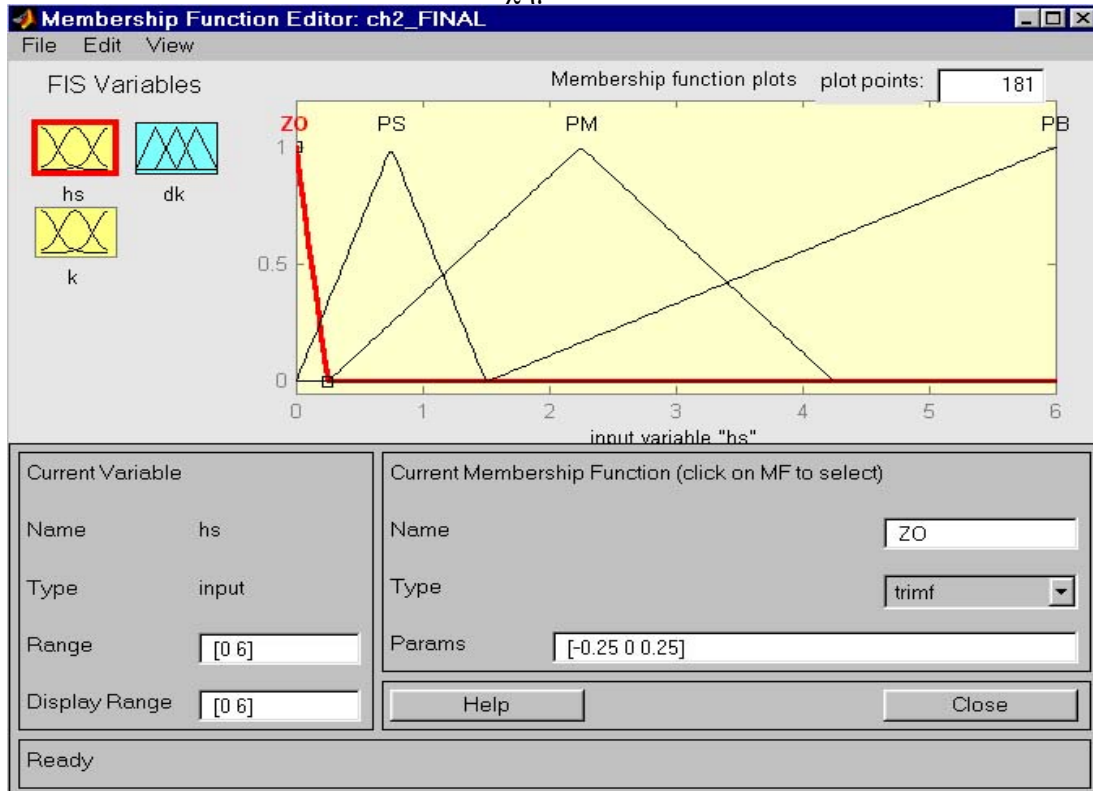 Membership Function Editor: ch2_FINAL
File Edit View
FIS Variables
hs
dk
k
Membership function plots
plot points:
181
ZO
PS
PM
PB
1
0.5
0
0
1
2
3
4
5
6
input variable "hs"
Current Variable
Name
hs
Type
input
Range
[0 6]
Display Range
[0 6]
Current Membership Function (click on MF to select)
Name
ZO
Type
trimf
Params
[-0.25 0 0.25]
Help
Close
Ready